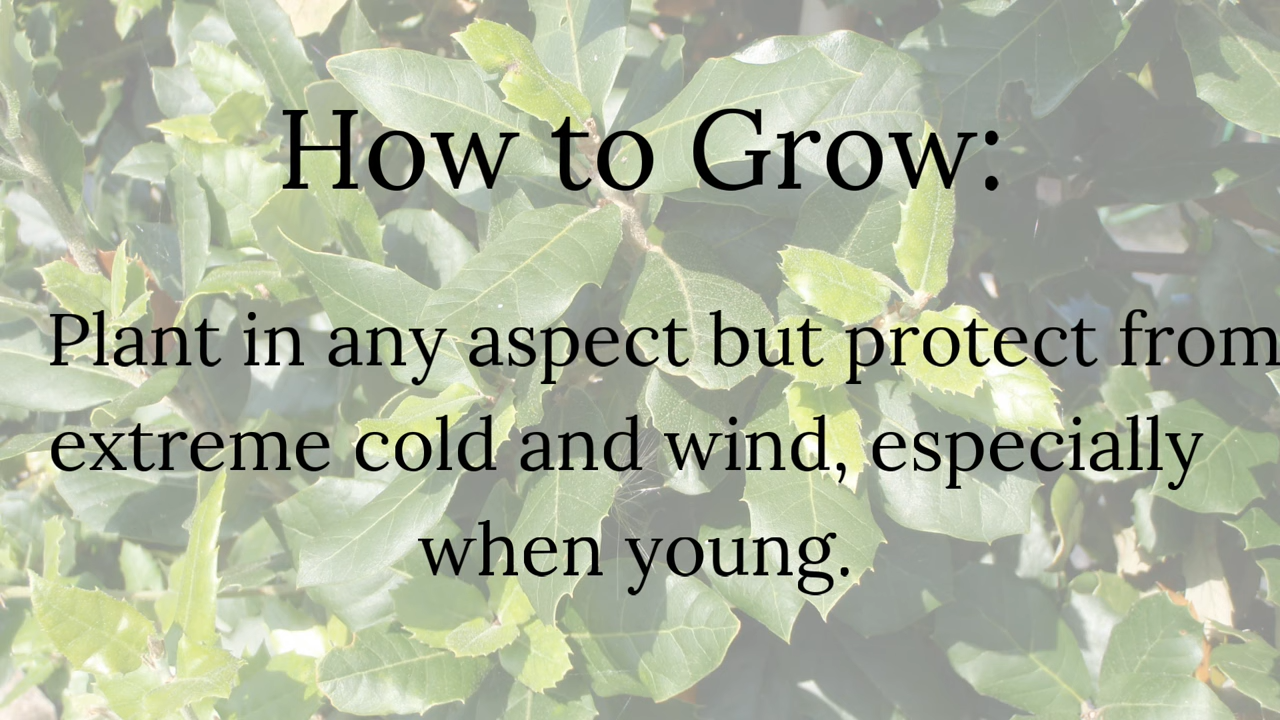 How to Grow:
Plant in any aspect but protect from
extreme cold and wind, especially
when young.